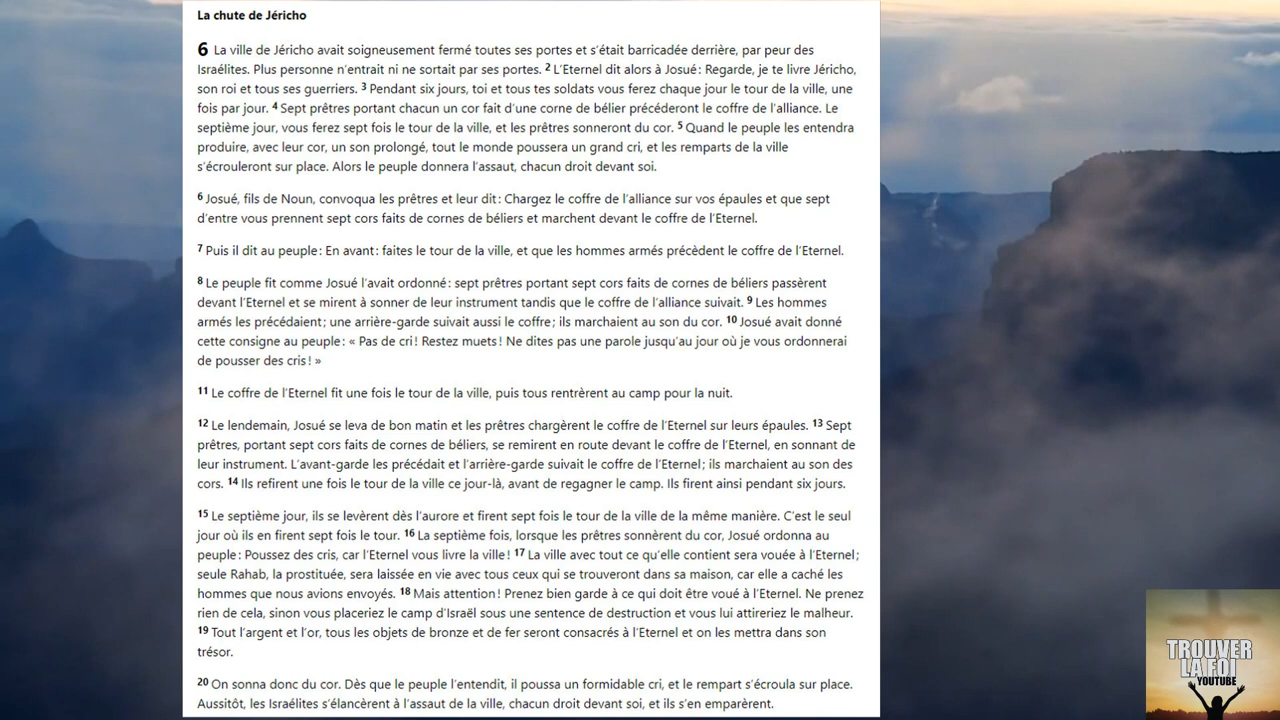 La chute de Jéricho
6 La ville de Jéricho avait soigneusement fermé toutes ses portes et s’était barricadée derrière, par peur des
Israélites. Plus personne n’entrait ni ne sortait par ses portes. 2 L’Eternel dit alors à Josué : Regarde, je te livre Jéricho,
son roi et tous ses guerriers. 3 Pendant six jours, toi et tous tes soldats vous ferez chaque jour le tour de la ville, une
fois par jour. 4 Sept prêtres portant chacun un cor fait d’une corne de bélier précéderont le coffre de l’alliance. Le
septième jour, vous ferez sept fois le tour de la ville, et les prêtres sonneront du cor. 5 Quand le peuple les entendra
produire, avec leur cor, un son prolongé, tout le monde poussera un grand cri, et les remparts de la ville
s’écrouleront sur place. Alors le peuple donnera l’assaut, chacun droit devant soi.
6 Josué, fils de Noun, convoqua les prêtres et leur dit : Chargez le coffre de l’alliance sur vos épaules et que sept
d’entre vous prennent sept cors faits de cornes de béliers et marchent devant le coffre de l’Eternel.
7 Puis il dit au peuple : En avant : faites le tour de la ville, et que les hommes armés précèdent le coffre de l’Eternel.
8 Le peuple fit comme Josué l’avait ordonné : sept prêtres portant sept cors faits de cornes de béliers passèrent
devant l’Eternel et se mirent à sonner de leur instrument tandis que le coffre de l’alliance suivait. 9 Les hommes
armés les précédaient ; une arrière-garde suivait aussi le coffre ; ils marchaient au son du cor. 10 Josué avait donné
cette consigne au peuple : « Pas de cri ! Restez muets ! Ne dites pas une parole jusqu’au jour où je vous ordonnerai
de pousser des cris ! »
11 Le coffre de l’Eternel fit une fois le tour de la ville, puis tous rentrèrent au camp pour la nuit.
12 Le lendemain, Josué se leva de bon matin et les prêtres chargèrent le coffre de l’Eternel sur leurs épaules. 13 Sept
prêtres, portant sept cors faits de cornes de béliers, se remirent en route devant le coffre de l’Eternel, en sonnant de
leur instrument. L’avant-garde les précédait et l’arrière-garde suivait le coffre de l’Eternel ; ils marchaient au son des
cors. 14 Ils refirent une fois le tour de la ville ce jour-là, avant de regagner le camp. Ils firent ainsi pendant six jours.
15 Le septième jour, ils se levèrent dès l’aurore et firent sept fois le tour de la ville de la même manière. C’est le seul
jour où ils en firent sept fois le tour. 16 La septième fois, lorsque les prêtres sonnèrent du cor, Josué ordonna au
peuple : Poussez des cris, car l’Eternel vous livre la ville ! 17 La ville avec tout ce qu’elle contient sera vouée à l’Eternel ;
seule Rahab, la prostituée, sera laissée en vie avec tous ceux qui se trouveront dans sa maison, car elle a caché les
hommes que nous avions envoyés. 18 Mais attention ! Prenez bien garde à ce qui doit être voué à l’Eternel. Ne prenez
rien de cela, sinon vous placeriez le camp d’Israël sous une sentence de destruction et vous lui attireriez le malheur.
19 Tout l’argent et l’or, tous les objets de bronze et de fer seront consacrés à l’Eternel et on les mettra dans son
trésor.
20 On sonna donc du cor. Dès que le peuple l’entendit, il poussa un formidable cri, et le rempart s’écroula sur place.
Aussitôt, les Israélites s’élancèrent à l’assaut de la ville, chacun droit devant soi, et ils s’en emparèrent.
TROUVER
LA FOI
YOUTUBE